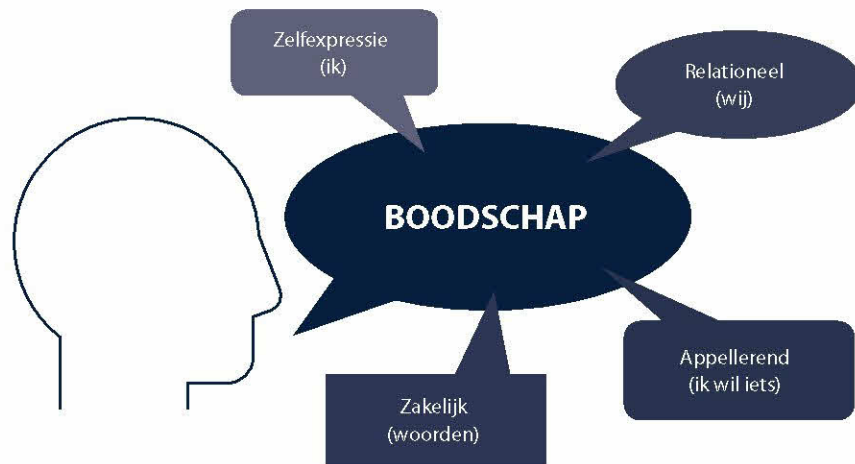 Zelfexpressie
(ik)
Relationeel
(wij)
BOODSCHAP
Appellerend
(ik wil iets)
Zakelijk
(woorden)